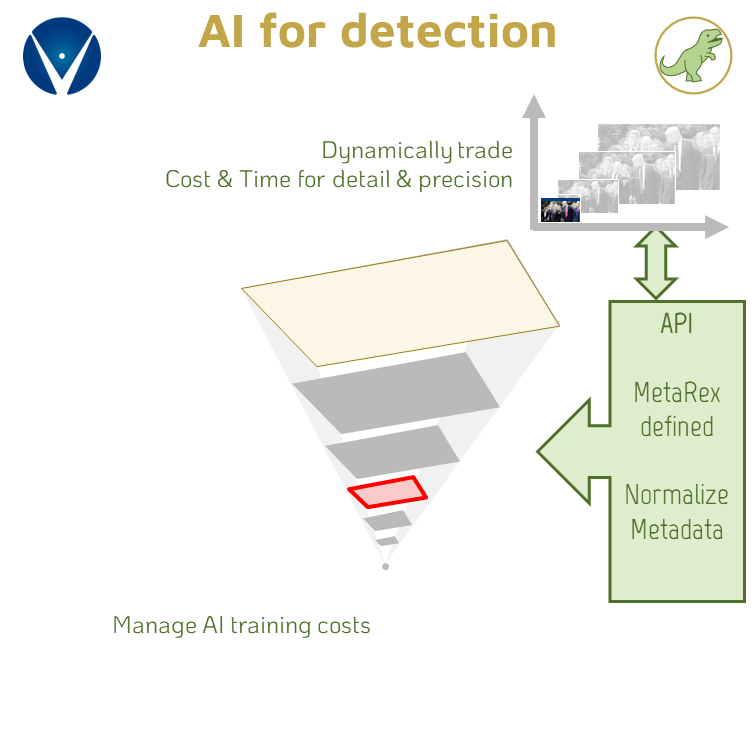 AI for detection
Dynamically trade
Cost & Time for detail & precision
API
MetaRex
defined
Normalize
Metadata
Manage AI training costs